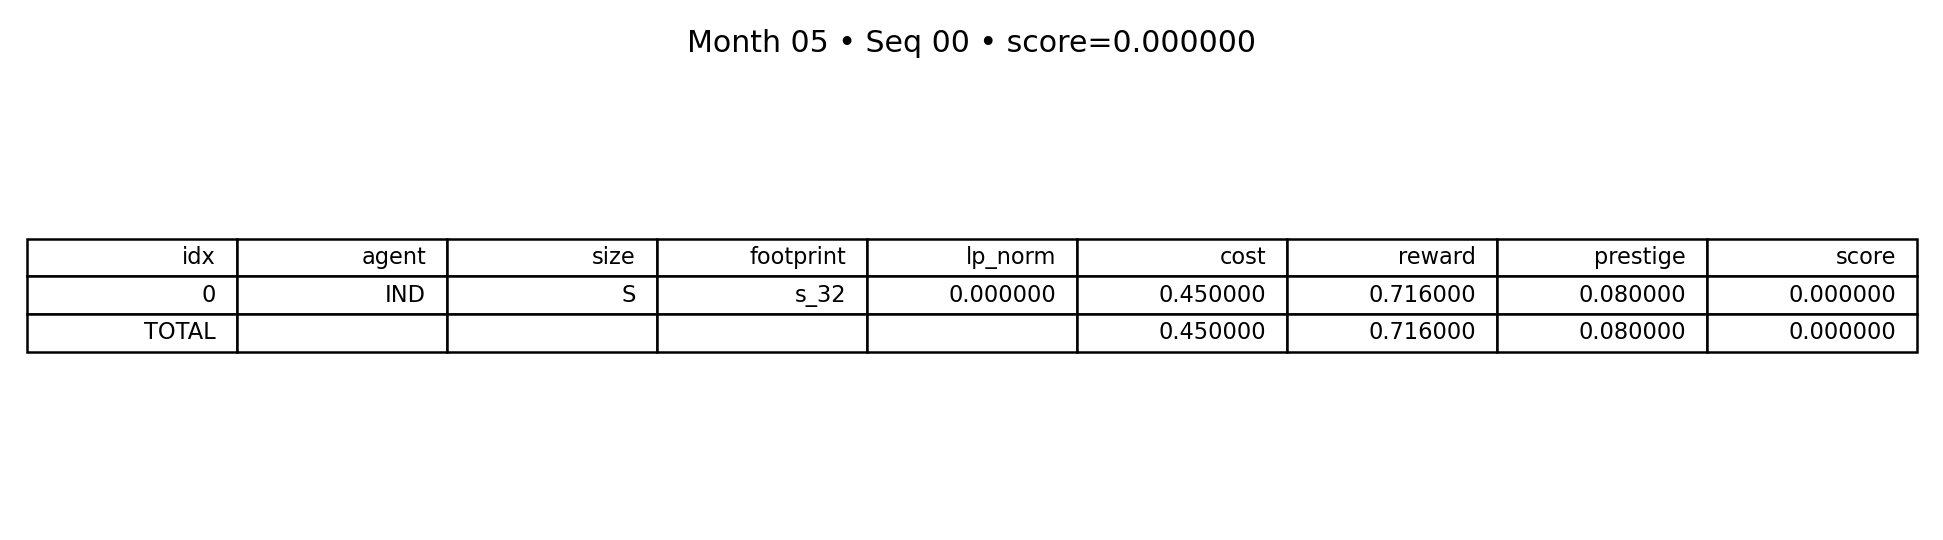 Month 05 • Seq 00 • score=0.000000
idx agent size footprint lp_norm cost reward prestige score
0 IND S s_32 0.000000 0.450000 0.716000 0.080000 0.000000
TOTAL 0.450000 0.716000 0.080000 0.000000